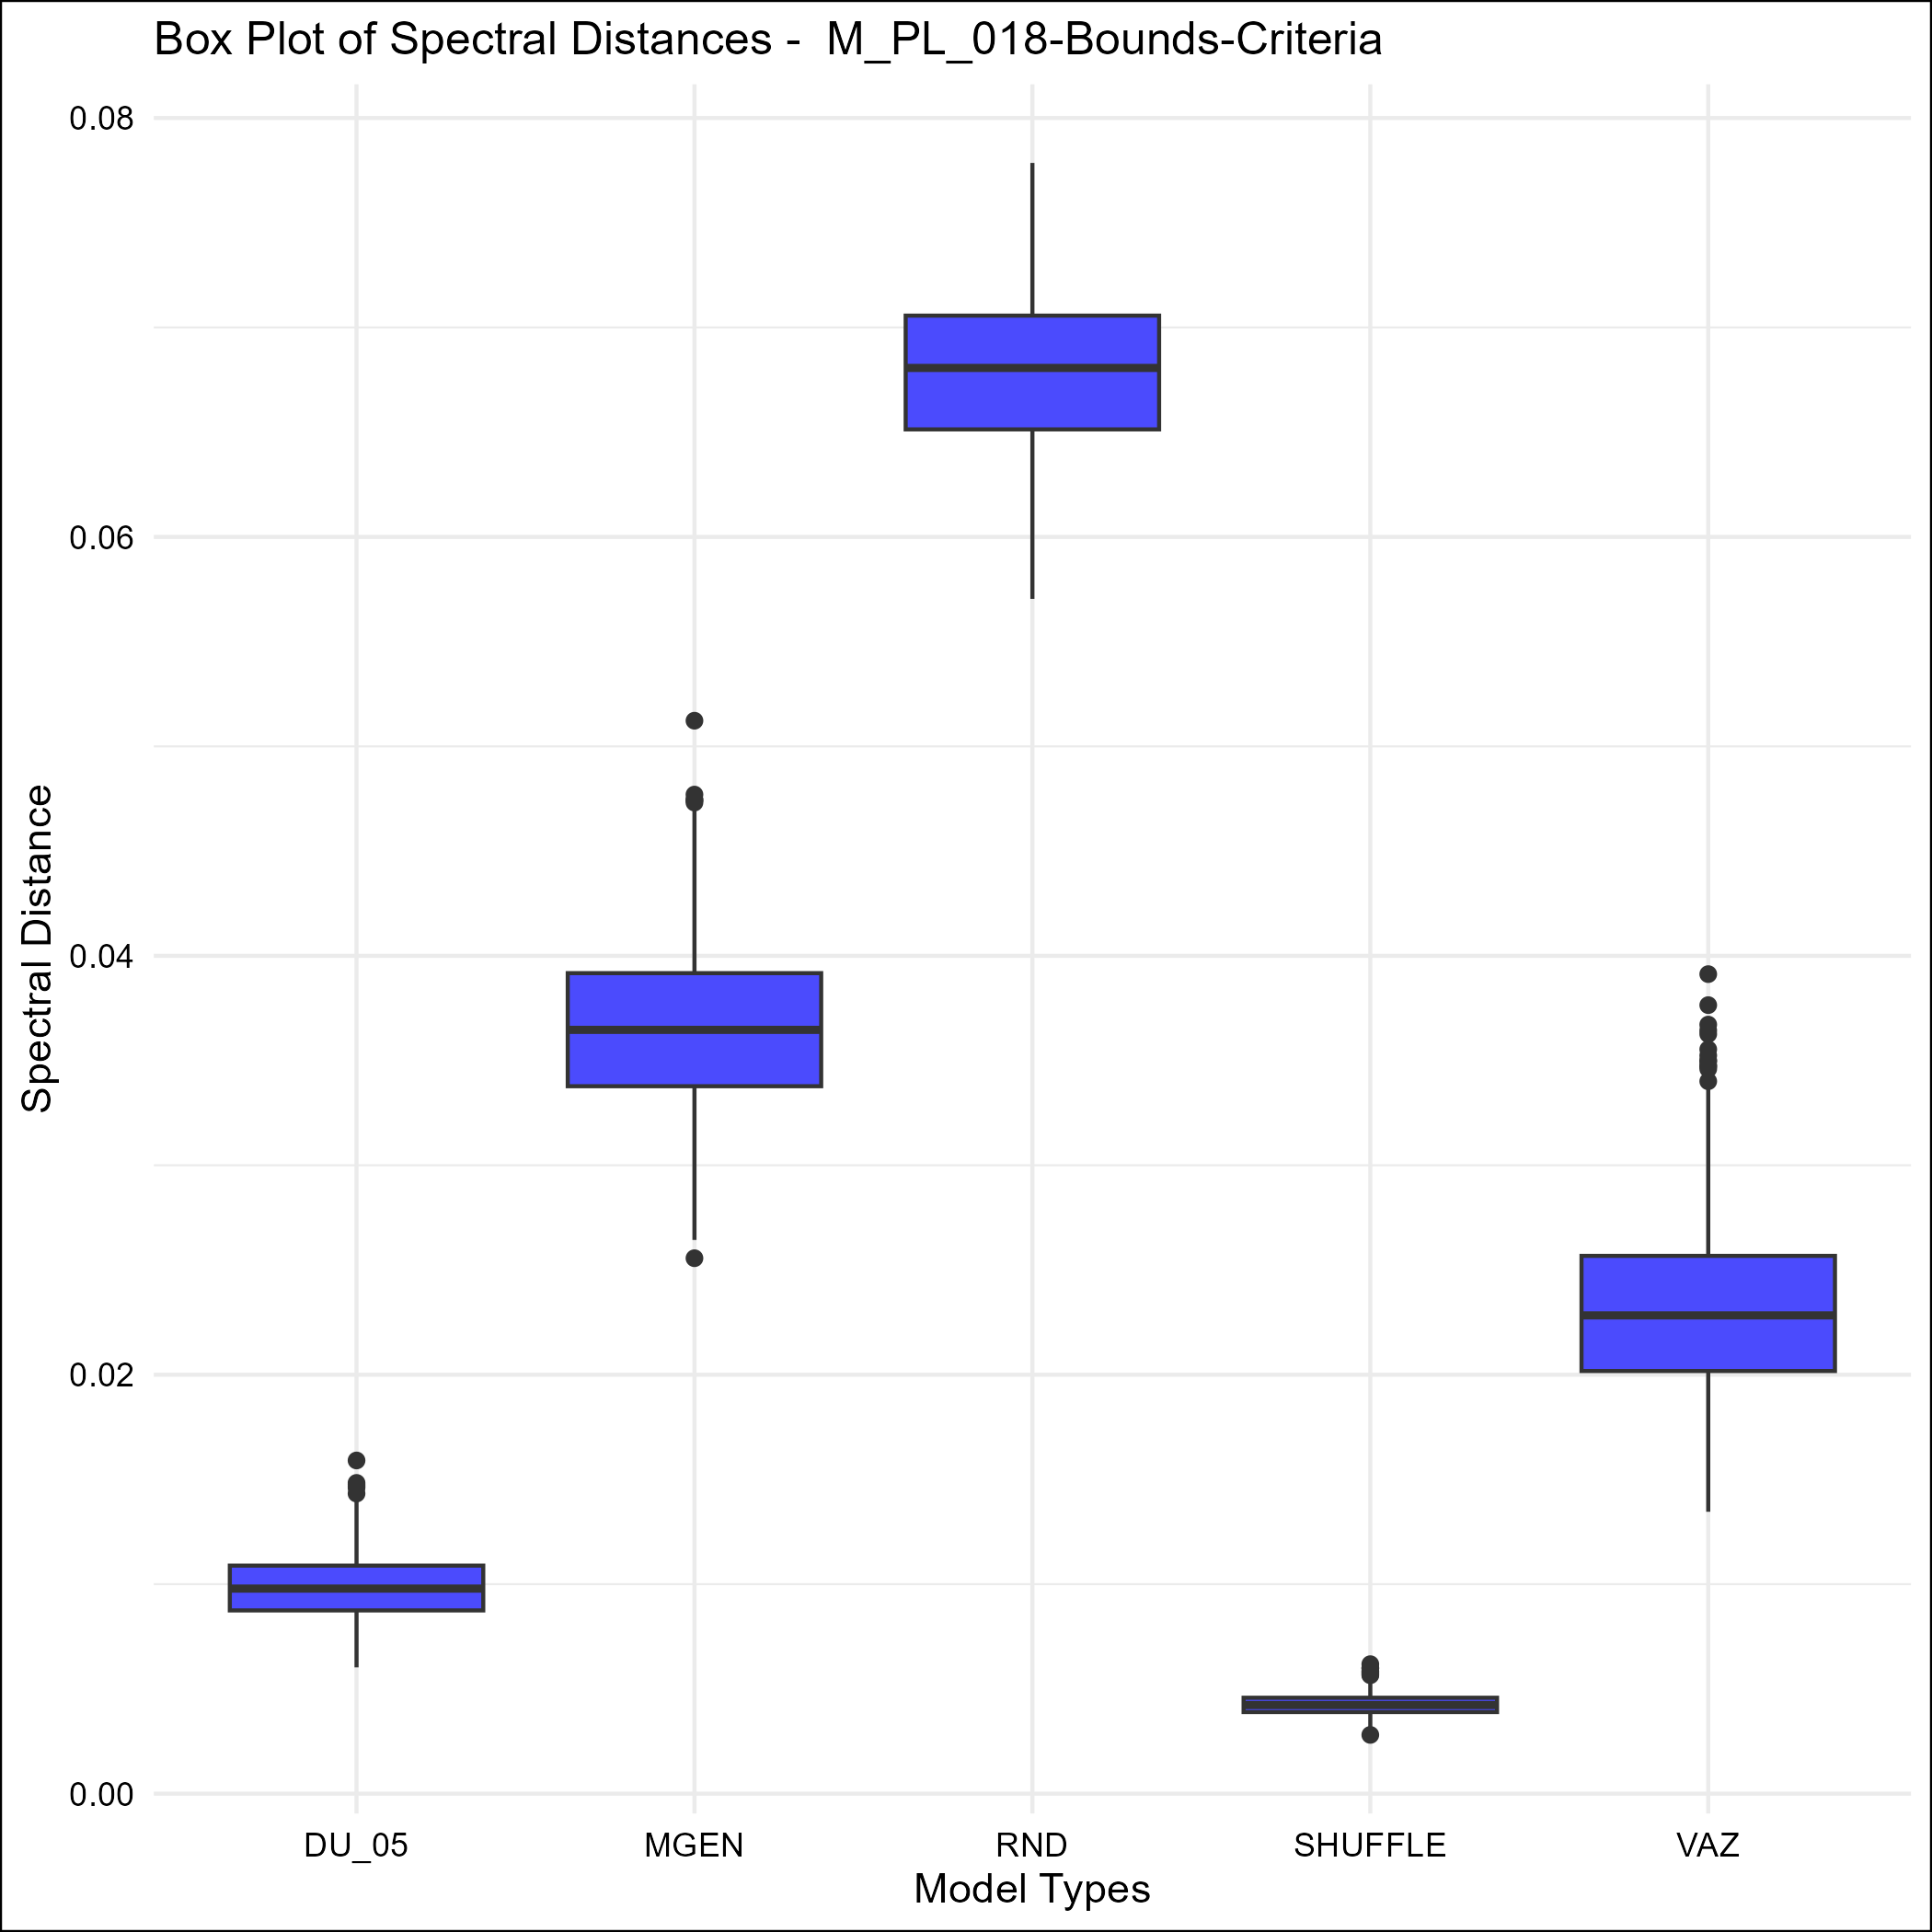 Box Plot of Spectral Distances -  M_PL_018-Bounds-Criteria
0.08
0.06
0.04
0.02
0.00
Spectral Distance
DU_05 MGEN RND SHUFFLE VAZ
Model Types